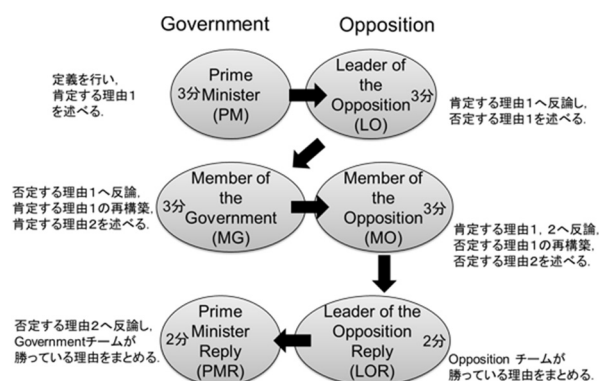 Government
Opposition
定義を行い,
肯定する理由1
を述べる.
3分
Prime
Minister
(PM)
Leader of
the
Opposition
(LO)
3分
肯定する理由1へ反論し,
否定する理由1を述べる.
否定する理由1へ反論,
肯定する理由1の再構築,
肯定する理由2を述べる.
3分
Member of
the
Government
(MG)
Member of
the
Opposition
(MO)
3分
肯定する理由1, 2へ反論,
否定する理由1の再構築,
否定する理由2を述べる.
否定する理由2へ反論し,
Governmentチームが
勝っている理由をまとめる.
2分
Prime
Minister
Reply
(PMR)
Leader of the
Opposition
Reply
(LOR)
2分
Opposition チームが
勝っている理由をまとめる.